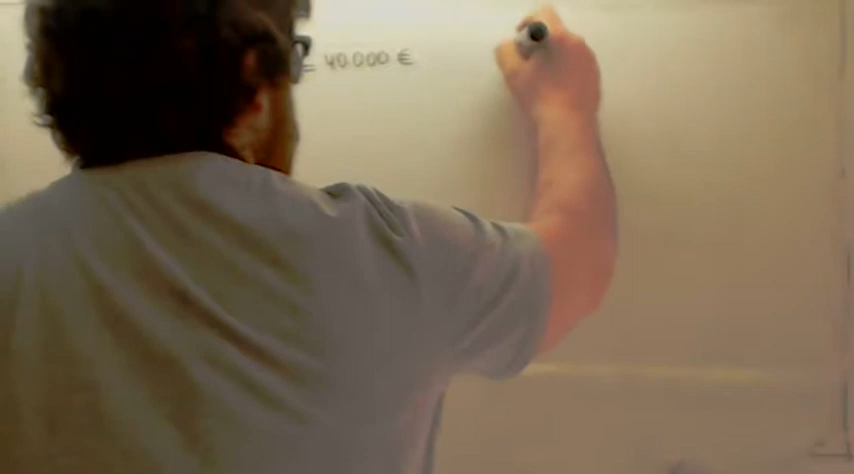 = 40.000 €